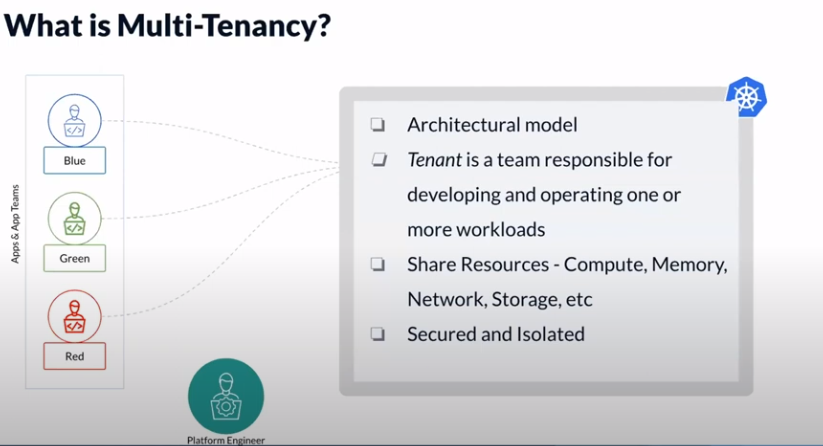 What is Multi-Tenancy?
Apps & App Teams
</>
Blue
</>
Green
</>
Red
Platform Engineer
Architectural model
Tenant is a team responsible for
developing and operating one or
more workloads
Share Resources - Compute, Memory,
Network, Storage, etc
Secured and Isolated